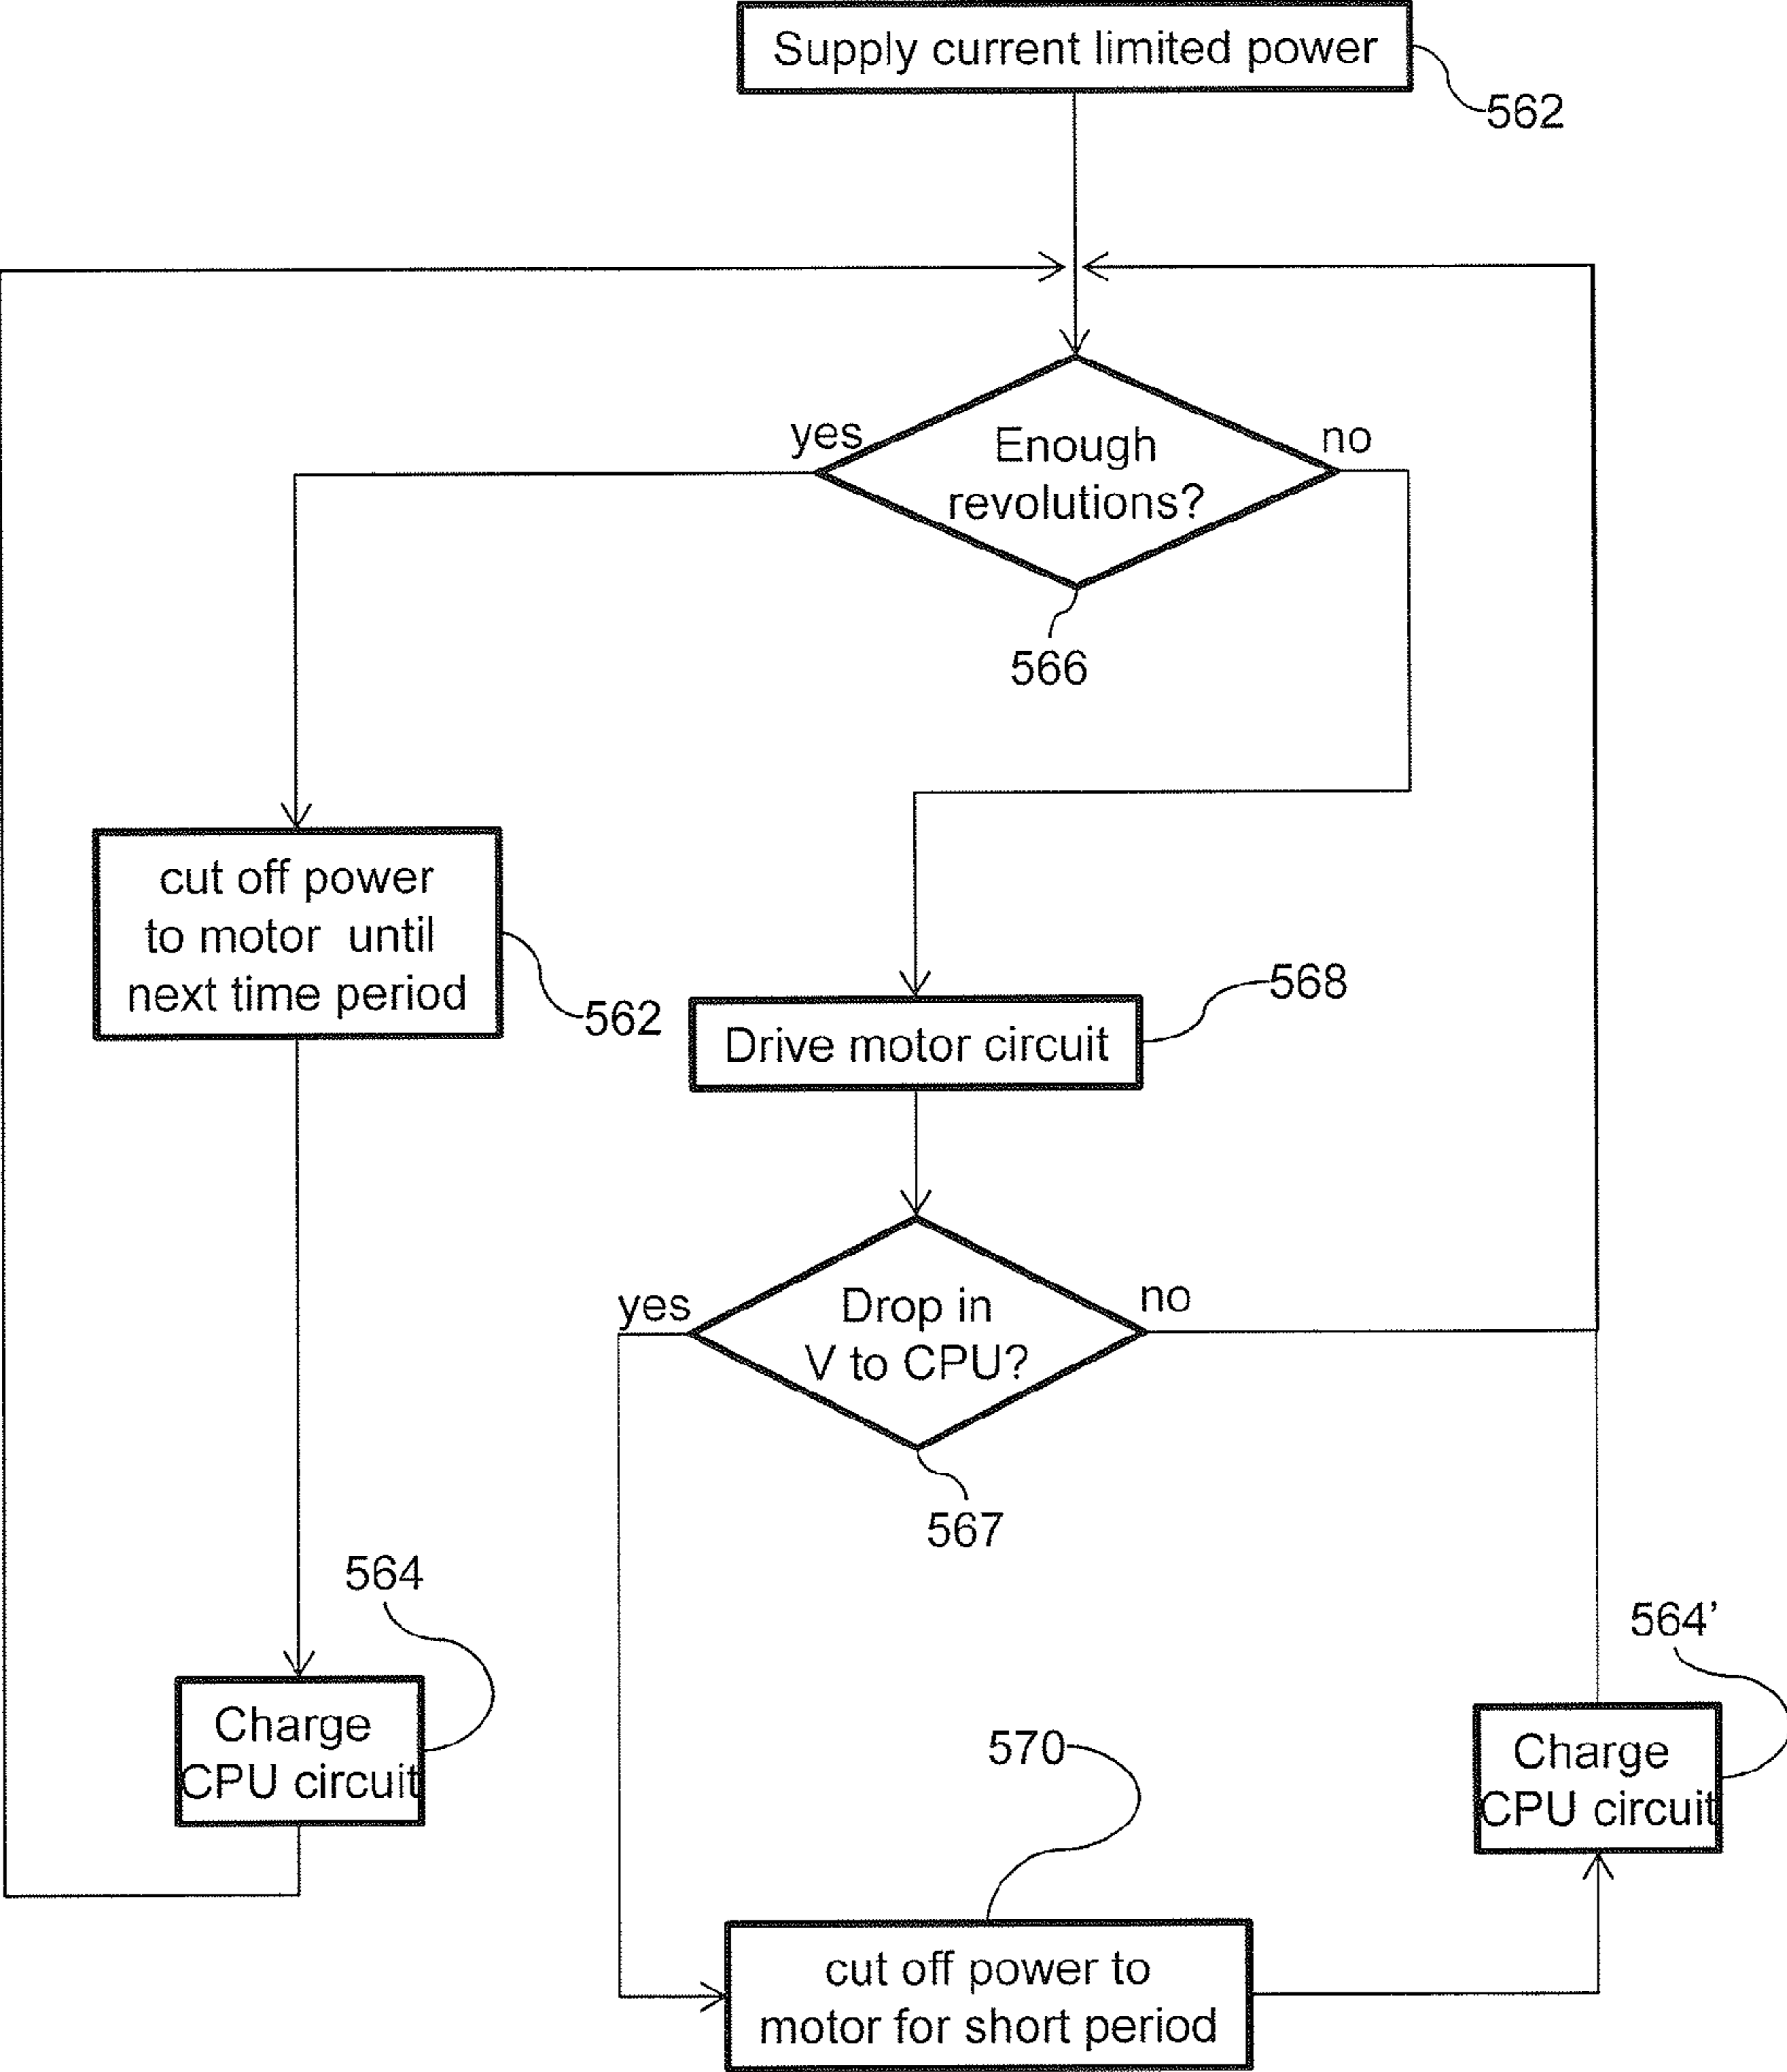 Supply current limited power
562
yes
Enough
revolutions?
no
566
cut off power
to motor until
next time period
562
568
Drive motor circuit
yes
Drop in
V to CPU?
no
567
564
Charge
CPU circuit
564’
Charge
CPU circuit
570
cut off power to
motor for short period